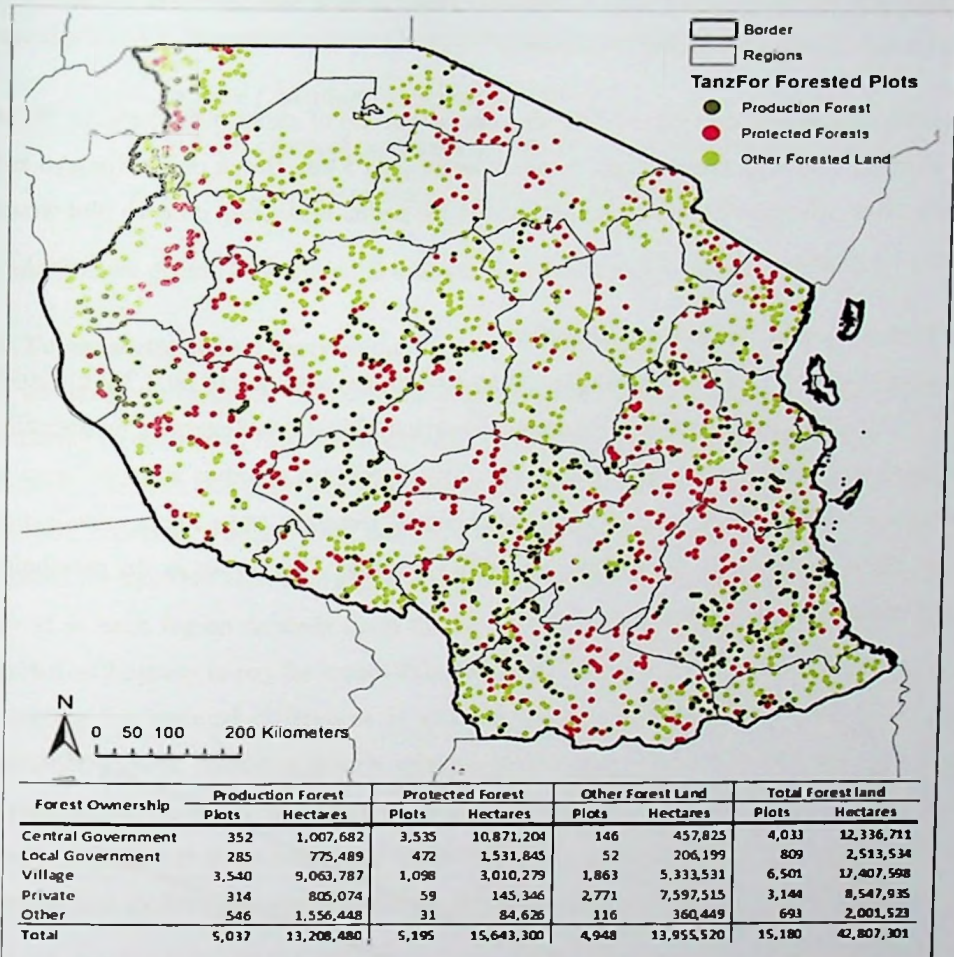 Border
Regions
TanzFor Forested Plots
Production Forest
Protected Forests
Other Forested Land
N
0 50 100 200 Kilometers
Forest Ownership Production Forest Protected Forest Other Forest Land Total Forest land
Plots Hectares Plots Hectares Plots Hectares Plots Hectares
Central Government 352 1,007,682 3,535 10,871,204 146 457,825 4,033 12,336,711
Local Government 285 775,489 472 1,531,845 52 206,199 809 2,513,534
Village 3,540 9,063,787 1,098 3,010,279 1,863 5,333,531 6,501 17,407,598
Private 314 805,074 59 145,346 2,771 7,597,515 3,144 8,547,935
Other 546 1,556,448 31 84,626 116 360,449 693 2,001,523
Total 5,037 13,208,480 5,195 15,643,300 4,948 13,955,520 15,180 42,807,301